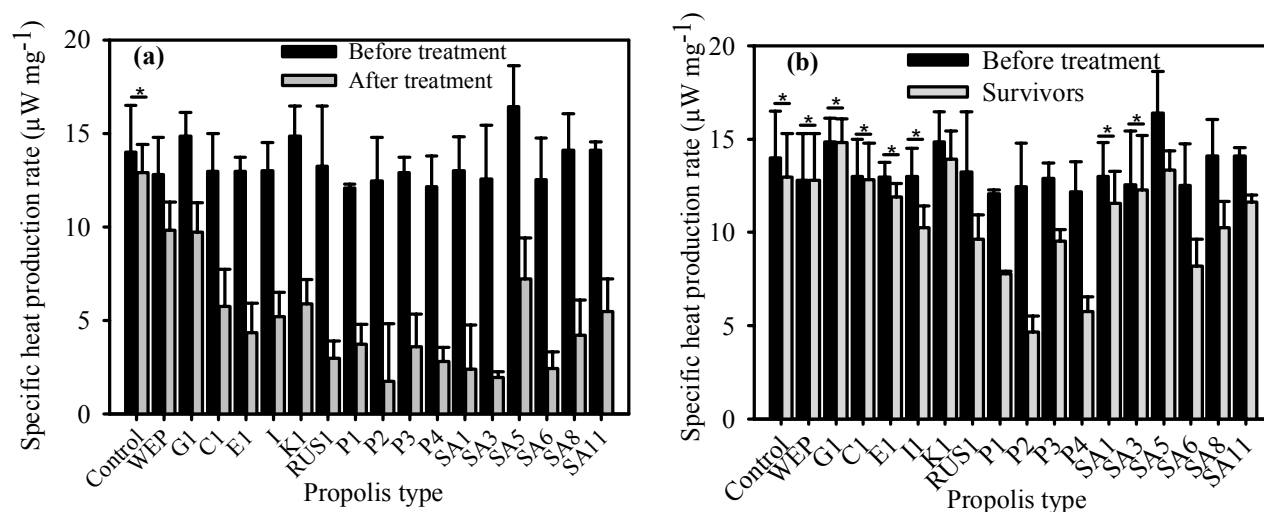 (a)
Before treatment
After treatment
Specific heat production rate (µW mg⁻¹)
20
15
10
5
0
*
Control
WEP
G1
C1
E1
I
K1
RUS1
P1
P2
P3
P4
SA1
SA3
SA5
SA6
SA8
SA11
Propolis type
(b)
Before treatment
Survivors
Specific heat production rate (µW mg⁻¹)
20
15
10
5
0
* * * * * * * *
Control
WEP
G1
C1
E1
I1
K1
RUS1
P1
P2
P3
P4
SA1
SA3
SA5
SA6
SA8
SA11
Propolis type